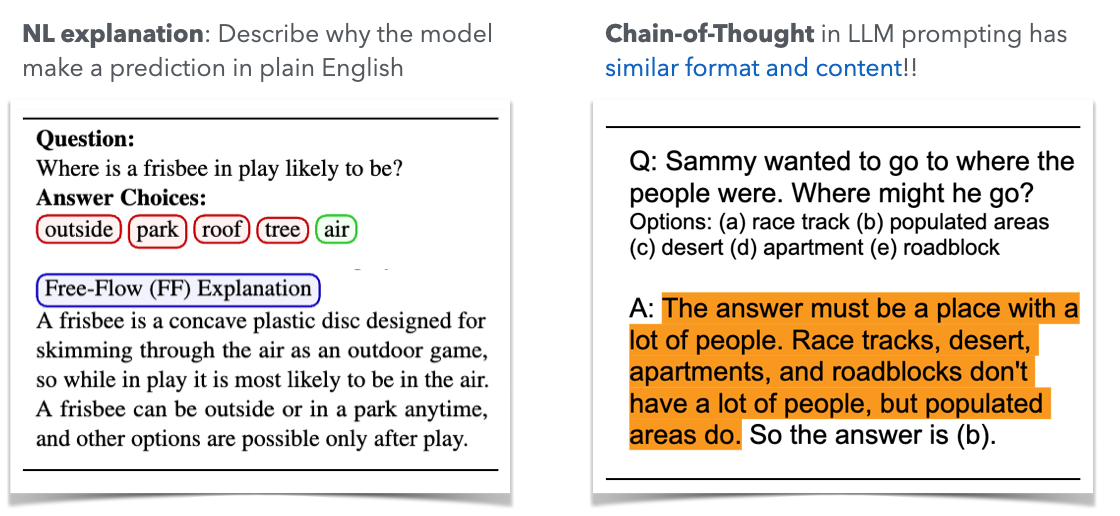 NL explanation: Describe why the model
make a prediction in plain English
Question:
Where is a frisbee in play likely to be?
Answer Choices:
outside park roof tree air
Free-Flow (FF) Explanation
A frisbee is a concave plastic disc designed for
skimming through the air as an outdoor game,
so while in play it is most likely to be in the air.
A frisbee can be outside or in a park anytime,
and other options are possible only after play.
Chain-of-Thought in LLM prompting has
similar format and content!!
Q: Sammy wanted to go to where the
people were. Where might he go?
Options: (a) race track (b) populated areas
(c) desert (d) apartment (e) roadblock
A: The answer must be a place with a
lot of people. Race tracks, desert,
apartments, and roadblocks don't
have a lot of people, but populated
areas do. So the answer is (b).